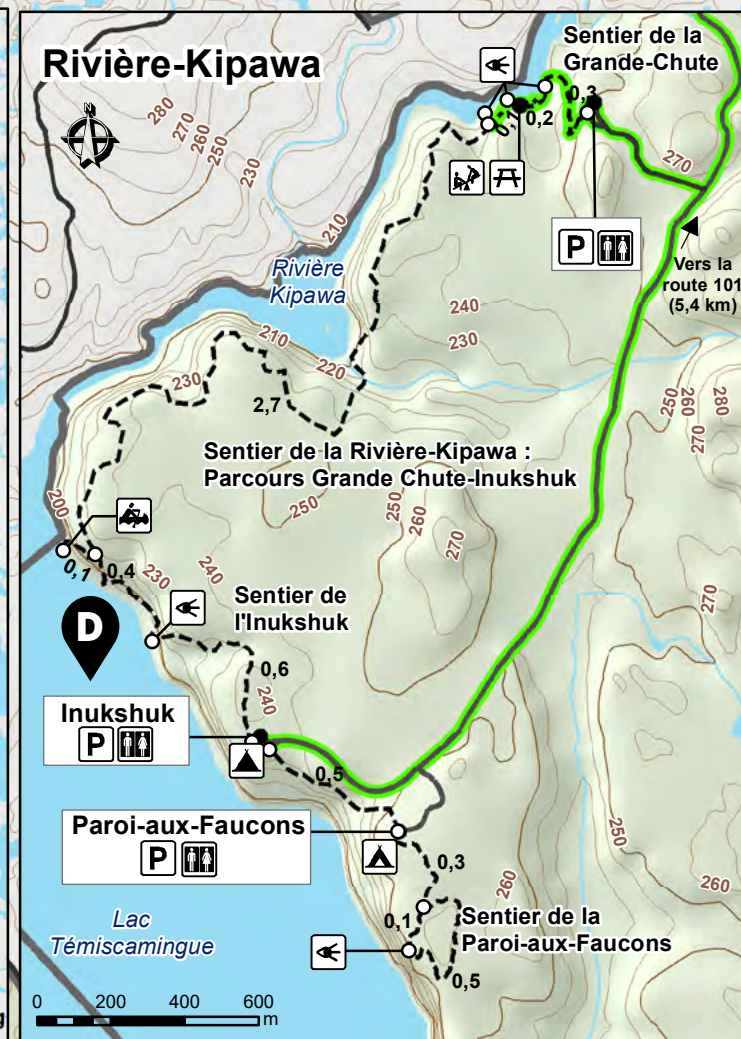 Rivière-Kipawa
N
Sentier de la
Grande-Chute
0,3
0,2
0,1
280
270
260
250
230
210
270
P
Vers la
route 101
(5,4 km)
Rivière
Kipawa
240
230
210
220
230
2,7
250
260
270
280
Sentier de la Rivière-Kipawa :
Parcours Grande Chute-Inukshuk
200
250
250
260
270
0,1
0,4
230
240
Sentier de
l'Inukshuk
270
D
0,6
240
Inukshuk
P
0,5
Paroi-aux-Faucons
P
0,3
250
260
260
0,1
Sentier de la
Paroi-aux-Faucons
0,5
Lac
Témiscamingue
0 200 400 600
m